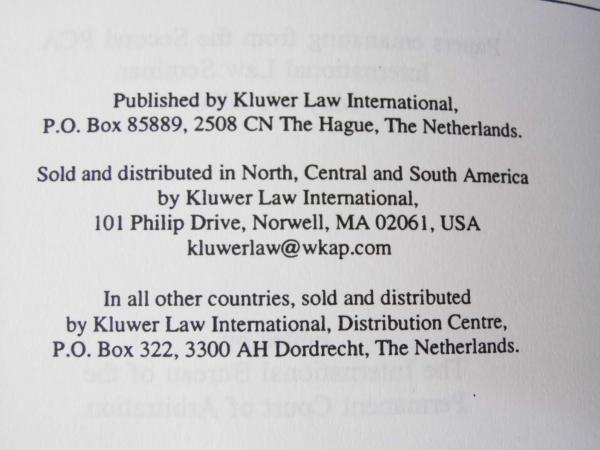 Published by Kluwer Law International,
P.O. Box 85889, 2508 CN The Hague, The Netherlands.
Sold and distributed in North, Central and South America
by Kluwer Law International,
101 Philip Drive, Norwell, MA 02061, USA
kluwerlaw@wkap.com
In all other countries, sold and distributed
by Kluwer Law International, Distribution Centre,
P.O. Box 322, 3300 AH Dordrecht, The Netherlands.